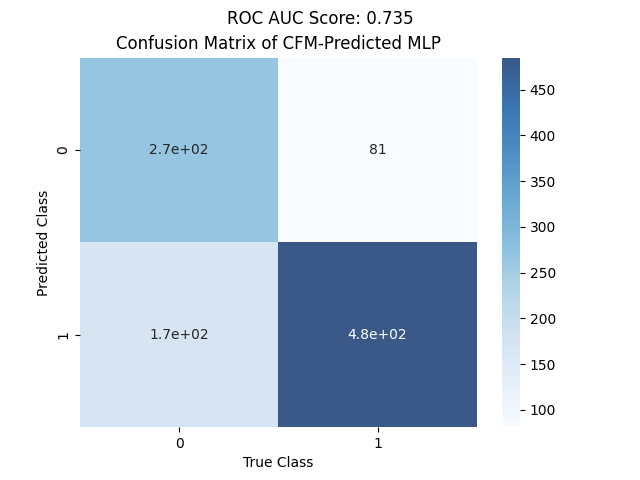 ROC AUC Score: 0.735
Confusion Matrix of CFM-Predicted MLP
Predicted Class
0
1
2.7e+02
81
1.7e+02
4.8e+02
0
1
True Class
450
400
350
300
250
200
150
100